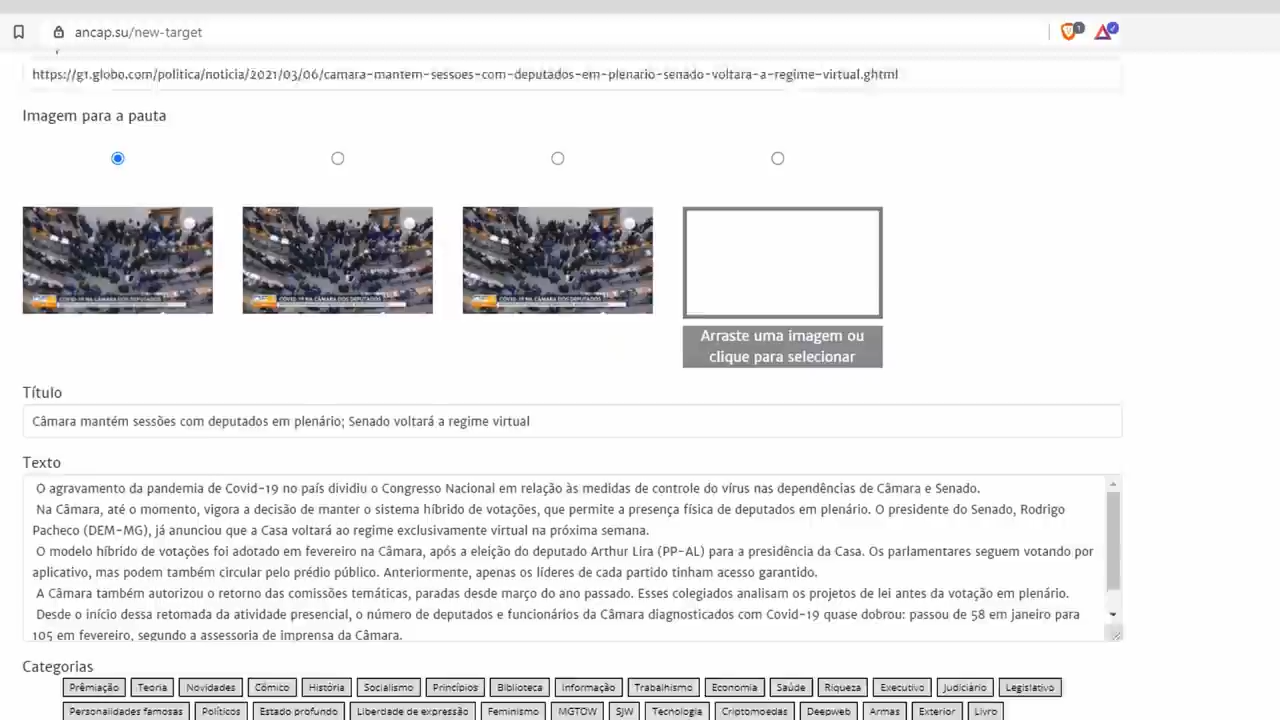 ancap.su/new-target
1
https://g1.globo.com/politica/noticia/2021/03/06/camara-mantem-sessoes-com-deputados-em-plenario-senado-voltara-a-regime-virtual.ghtml
Imagem para a pauta
COVID-19 NA CÂMARA DOS DEPUTADOS
COVID-19 NA CÂMARA DOS DEPUTADOS
COVID-19 NA CÂMARA DOS DEPUTADOS
Arraste uma imagem ou
clique para selecionar
Título
Câmara mantém sessões com deputados em plenário; Senado voltará a regime virtual
Texto
O agravamento da pandemia de Covid-19 no país dividiu o Congresso Nacional em relação às medidas de controle do vírus nas dependências de Câmara e Senado.
Na Câmara, até o momento, vigora a decisão de manter o sistema híbrido de votações, que permite a presença física de deputados em plenário. O presidente do Senado, Rodrigo
Pacheco (DEM-MG), já anunciou que a Casa voltará ao regime exclusivamente virtual na próxima semana.
O modelo híbrido de votações foi adotado em fevereiro na Câmara, após a eleição do deputado Arthur Lira (PP-AL) para a presidência da Casa. Os parlamentares seguem votando por
aplicativo, mas podem também circular pelo prédio público. Anteriormente, apenas os líderes de cada partido tinham acesso garantido.
A Câmara também autorizou o retorno das comissões temáticas, paradas desde março do ano passado. Esses colegiados analisam os projetos de lei antes da votação em plenário.
Desde o início dessa retomada da atividade presencial, o número de deputados e funcionários da Câmara diagnosticados com Covid-19 quase dobrou: passou de 58 em janeiro para
105 em fevereiro, segundo a assessoria de imprensa da Câmara.
Categorias
Prêmiação Teoria Novidades Cômico História Socialismo Princípios Biblioteca Informação Trabalhismo Economia Saúde Riqueza Executivo Judiciário Legislativo
Personalidades famosas Políticos Estado profundo Liberdade de expressão Feminismo MGTOW SJW Tecnologia Criptomoedas Deepweb Armas Exterior Livro